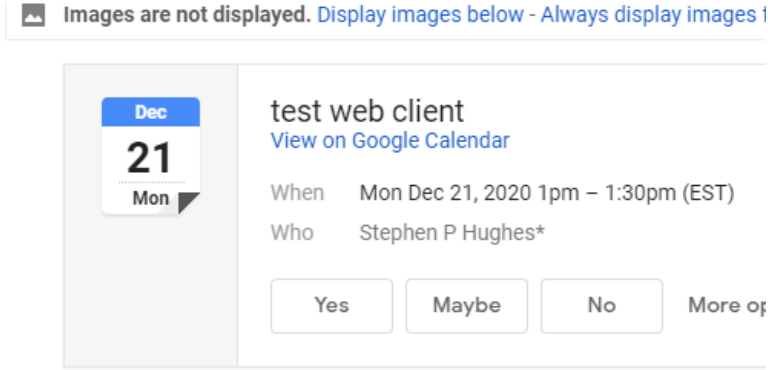 Images are not displayed. Display images below - Always display images
Dec
21
Mon
test web client
View on Google Calendar
When Mon Dec 21, 2020 1pm – 1:30pm (EST)
Who Stephen P Hughes*
Yes Maybe No More